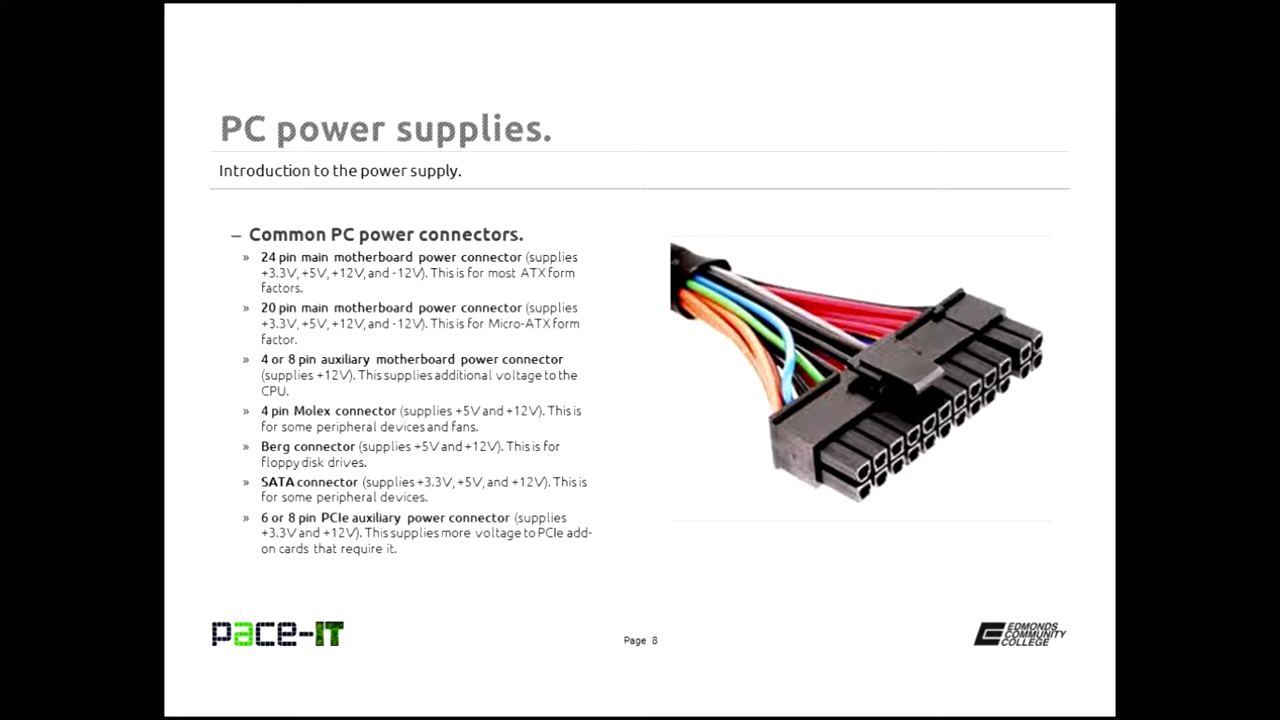 PC power supplies.
Introduction to the power supply.
– Common PC power connectors.
» 24 pin main motherboard power connector (supplies
+3.3V, +5V, +12V, and -12V). This is for most ATX form
factors.
» 20 pin main motherboard power connector (supplies
+3.3V, +5V, +12V, and -12V). This is for Micro-ATX form
factor.
» 4 or 8 pin auxiliary motherboard power connector
(supplies +12V). This supplies additional voltage to the
CPU.
» 4 pin Molex connector (supplies +5V and +12V). This is
for some peripheral devices and fans.
» Berg connector (supplies +5V and +12V). This is for
floppy disk drives.
» SATA connector (supplies +3.3V, +5V, and +12V). This is
for some peripheral devices.
» 6 or 8 pin PCIe auxiliary power connector (supplies
+3.3V and +12V). This supplies more voltage to PCIe add-
on cards that require it.
pace-IT
Page 8
EDMONDS
COMMUNITY
COLLEGE